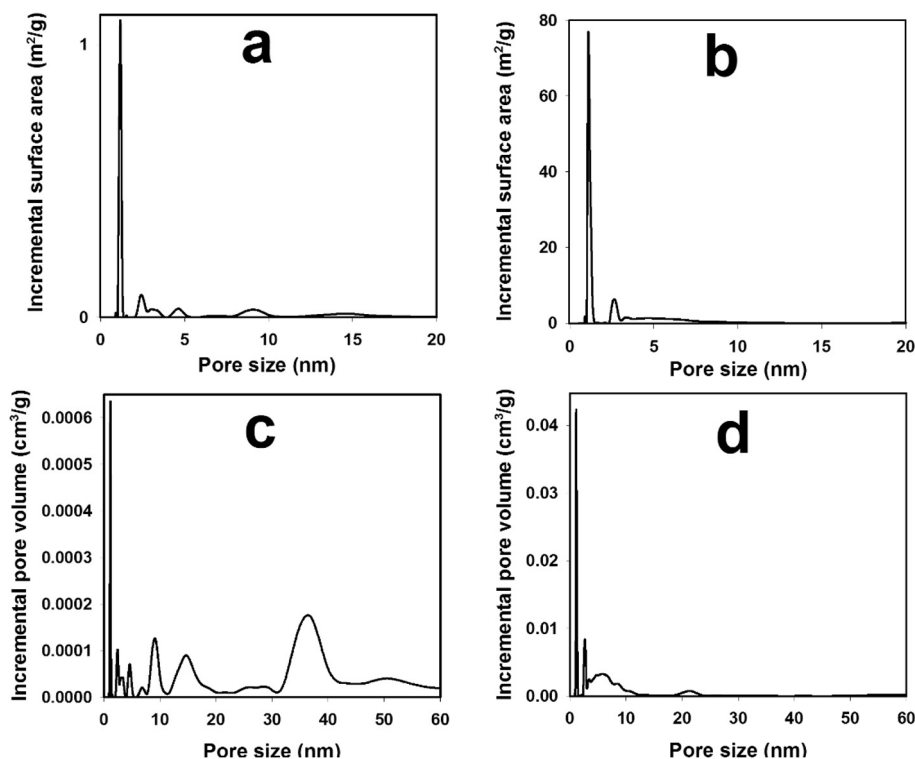 a
Incremental surface area (m²/g)
1
0
0 5 10 15 20
Pore size (nm)
b
Incremental surface area (m²/g)
80
60
40
20
0
0 5 10 15 20
Pore size (nm)
c
Incremental pore volume (cm³/g)
0.0006
0.0005
0.0004
0.0003
0.0002
0.0001
0.0000
0 10 20 30 40 50 60
Pore size (nm)
d
Incremental pore volume (cm³/g)
0.04
0.03
0.02
0.01
0.00
0 10 20 30 40 50 60
Pore size (nm)